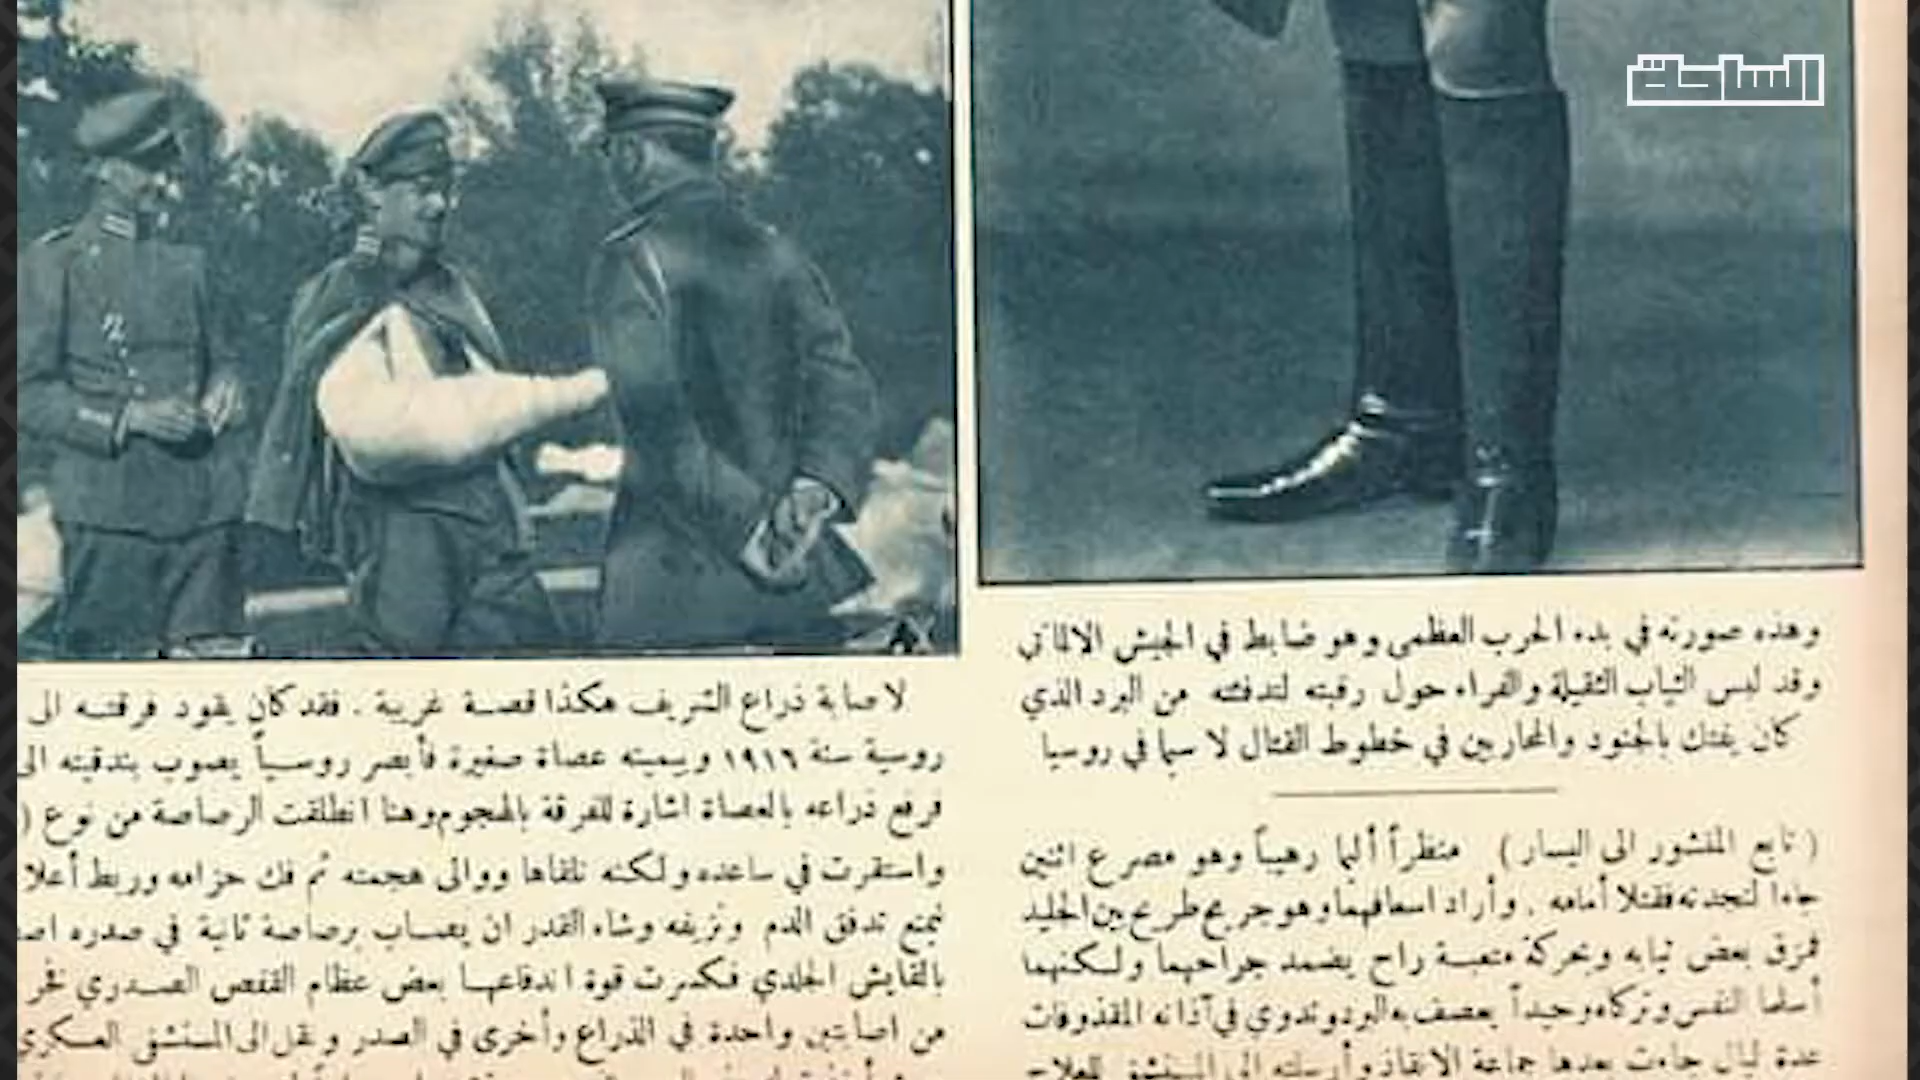 الساحة
وهذه صورته في بدء الحرب العظمى وهو ضابط في الجيش الالماني
وقد لبس الثياب الثقيلة والفراء حول رقبته لتدفئته من البرد الذي
كان يفتك بالجنود والمحاربين في خطوط القتال لا سيما في روسيا
(تابع المنشور الى اليسار) منظراً أليما رهيباً وهو مصرع اثنين
جاءا لنجدته فقتلا أمامه . وأراد اسعافهما وهو جريح طريح بين الجليد
فمزق بعض ثيابه وبحركة متعبة راح يضمد جراحهما ولكنهما
أسلما النفس وتركاه وحيداً يعصف به البرد وتدوي في آذانه المقذوفات
عدة ليال جاءت بعدها جماعة الانقاذ وأرسلته الى المستشفى للعلاج
لاصابة ذراع الشريف هكذا قصة غريبة . فقد كان يقود فرقته الى
روسية سنة ١٩١٦ وبيمينه عصاة صغيرة فأبصر روسياً يصوب بندقيته الى
فرفع ذراعه بالعصاة اشارة للفرقة بالهجوم وهنا انطلقت الرصاصة من نوع (
واستقرت في ساعده ولكنه تلقاها ووالى هجمته ثم فك حزامه وربط أعلا
ليمنع تدفق الدم ونزيفه وشاء القدر ان يصاب برصاصة ثانية في صدره
بالقايش الجلدي فكسرت قوة اندفاعها بعض عظام القفص الصدري فخر
من اصابتين واحدة في الذراع وأخرى في الصدر ونقل الى المستشفى العسكري